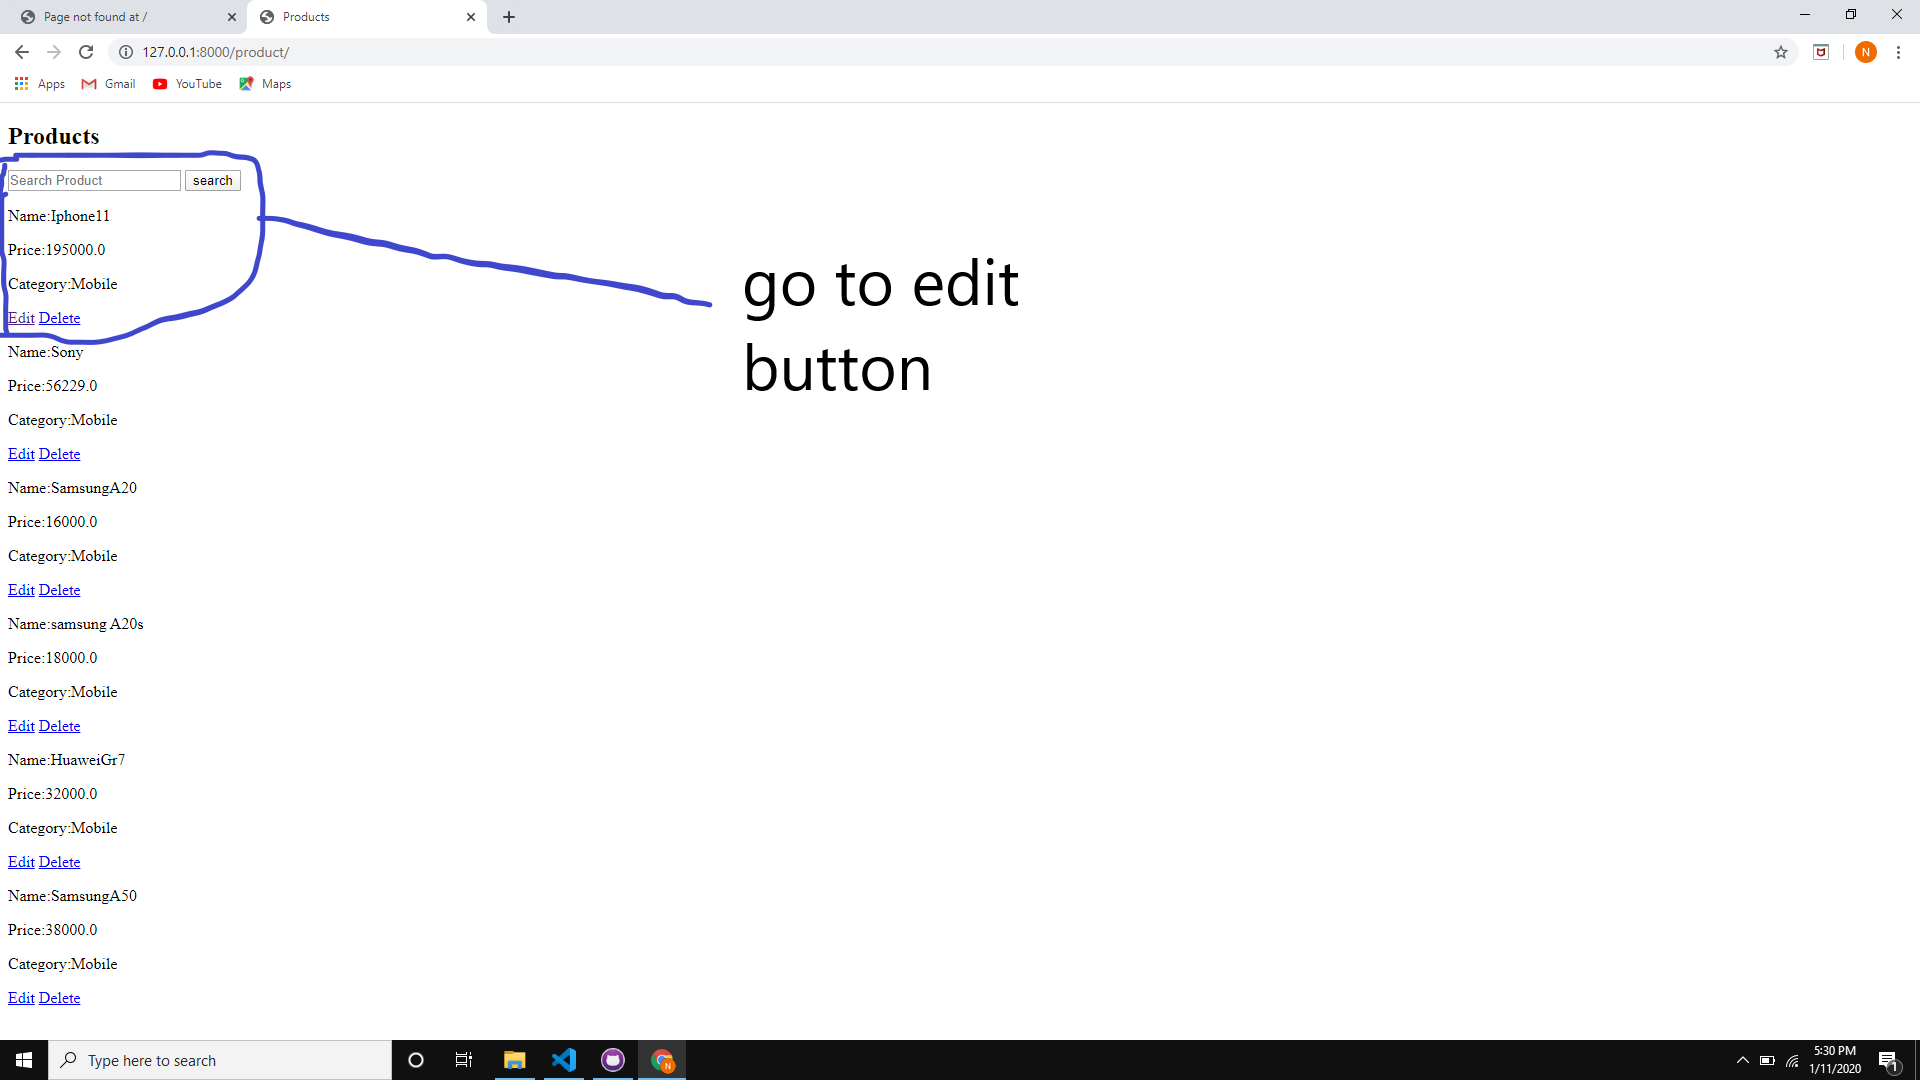 Page not found at /
Products
127.0.0.1:8000/product/
N
Apps Gmail YouTube Maps
Products
Search Product search
Name:Iphone11
Price:195000.0
Category:Mobile
Edit Delete
go to edit
button
Name:Sony
Price:56229.0
Category:Mobile
Edit Delete
Name:SamsungA20
Price:16000.0
Category:Mobile
Edit Delete
Name:samsung A20s
Price:18000.0
Category:Mobile
Edit Delete
Name:HuaweiGr7
Price:32000.0
Category:Mobile
Edit Delete
Name:SamsungA50
Price:38000.0
Category:Mobile
Edit Delete
Type here to search
N
5:30 PM
1/11/2020
1